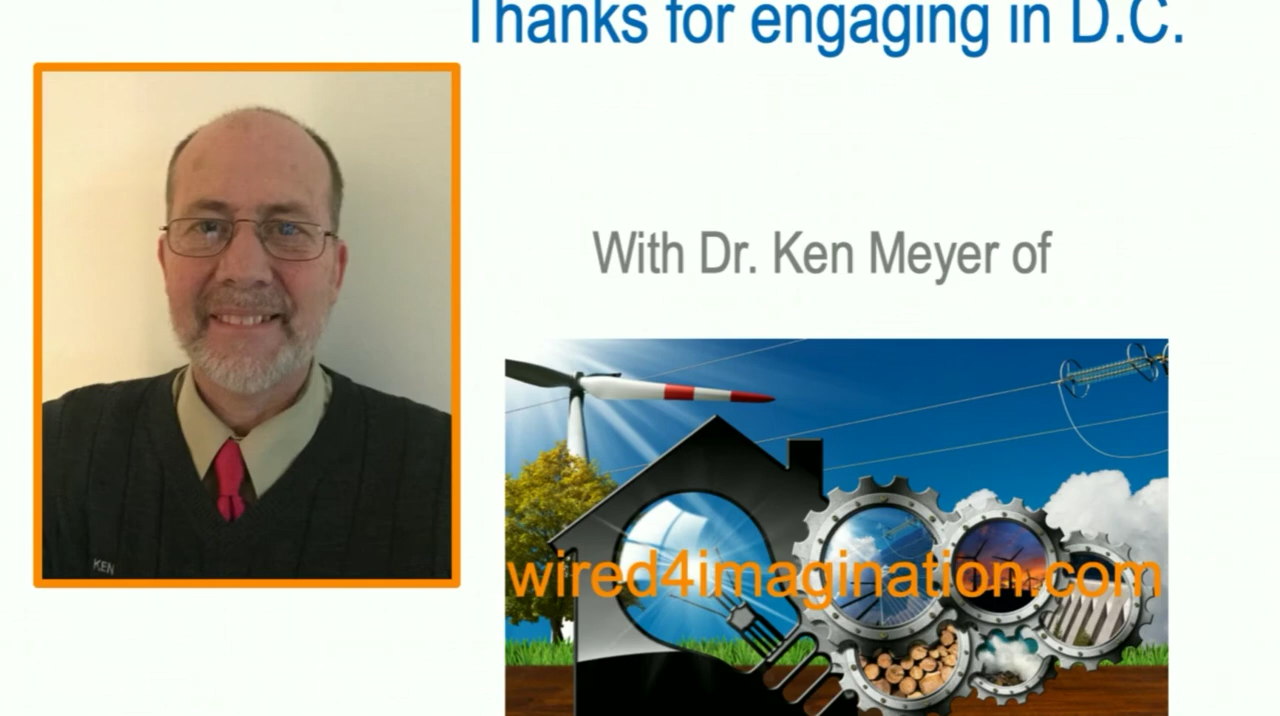 Thanks for engaging in D.C.
With Dr. Ken Meyer of
wired4imagination.com
KEN